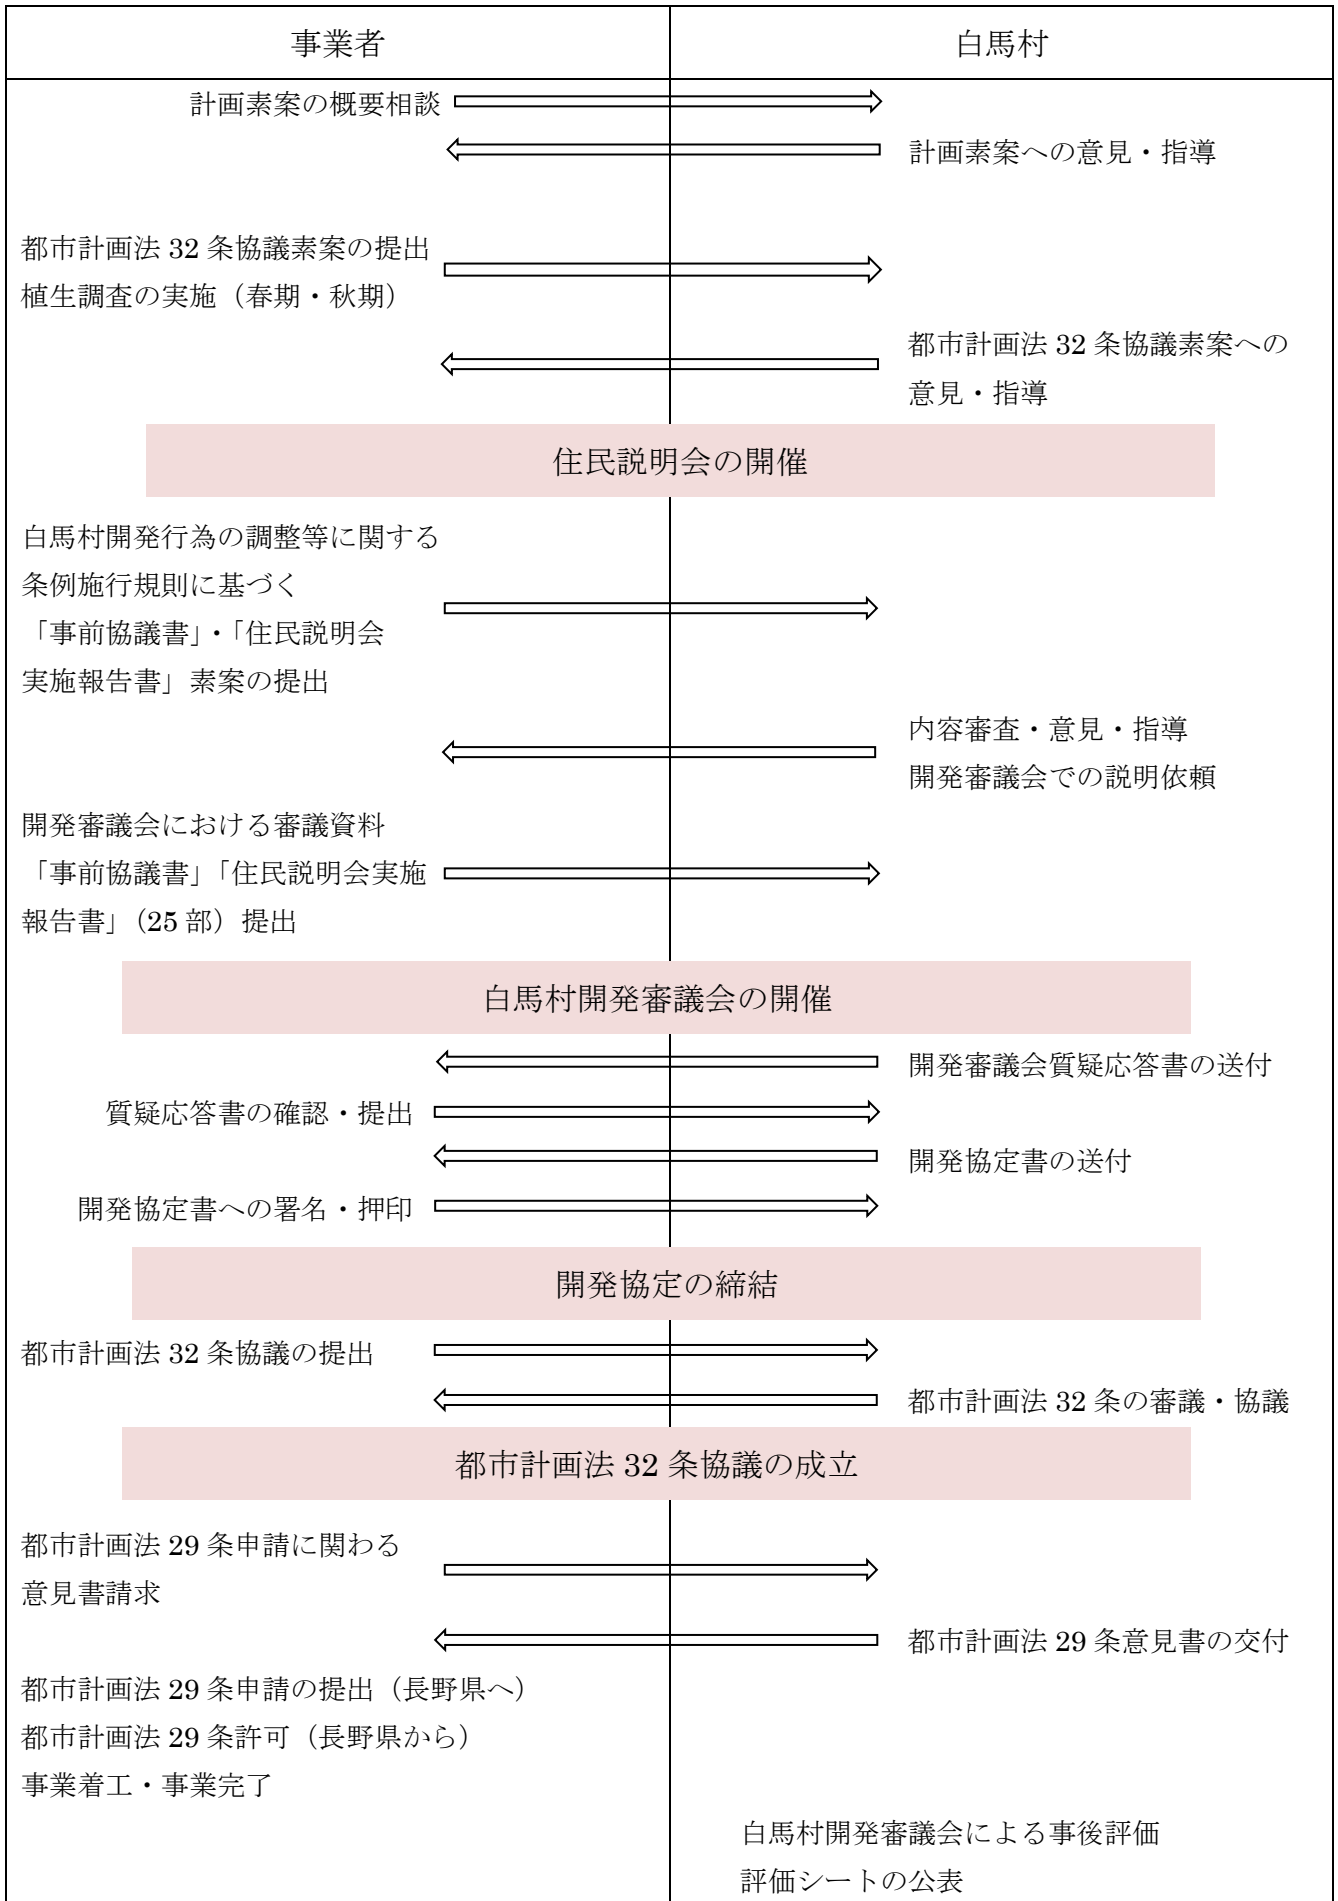 事業者
白馬村
計画素案の概要相談
計画素案への意見・指導
都市計画法 32 条協議素案の提出
植生調査の実施（春期・秋期）
都市計画法 32 条協議素案への
意見・指導
住民説明会の開催
白馬村開発行為の調整等に関する
条例施行規則に基づく
「事前協議書」・「住民説明会
実施報告書」素案の提出
内容審査・意見・指導
開発審議会での説明依頼
開発審議会における審議資料
「事前協議書」「住民説明会実施
報告書」（25 部）提出
白馬村開発審議会の開催
開発審議会質疑応答書の送付
質疑応答書の確認・提出
開発協定書の送付
開発協定書への署名・押印
開発協定の締結
都市計画法 32 条協議の提出
都市計画法 32 条の審議・協議
都市計画法 32 条協議の成立
都市計画法 29 条申請に関わる
意見書請求
都市計画法 29 条意見書の交付
都市計画法 29 条申請の提出（長野県へ）
都市計画法 29 条許可（長野県から）
事業着工・事業完了
白馬村開発審議会による事後評価
評価シートの公表